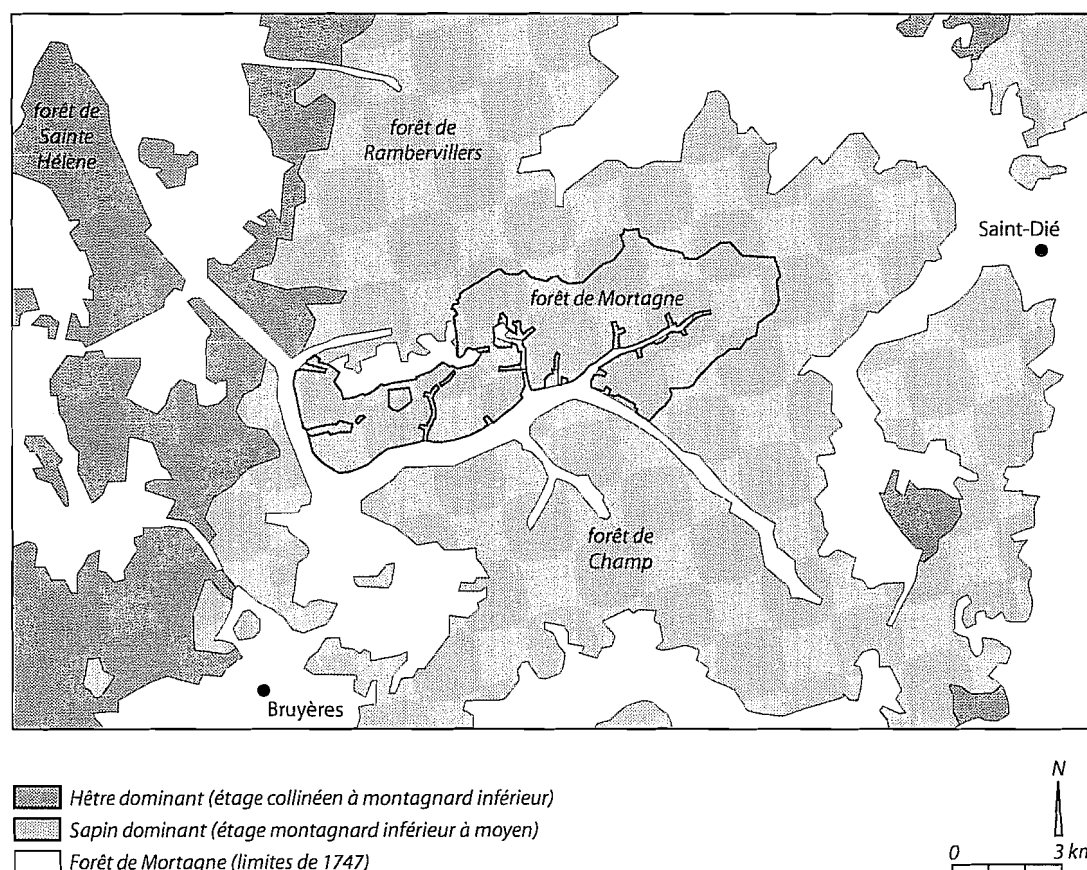 forêt de
Sainte
Hélène
forêt de
Rambervillers
Saint-Dié
forêt de Mortagne
forêt de
Champ
Bruyères
Hêtre dominant (étage collinéen à montagnard inférieur)
Sapin dominant (étage montagnard inférieur à moyen)
Forêt de Mortagne (limites de 1747)
N
0 3 km